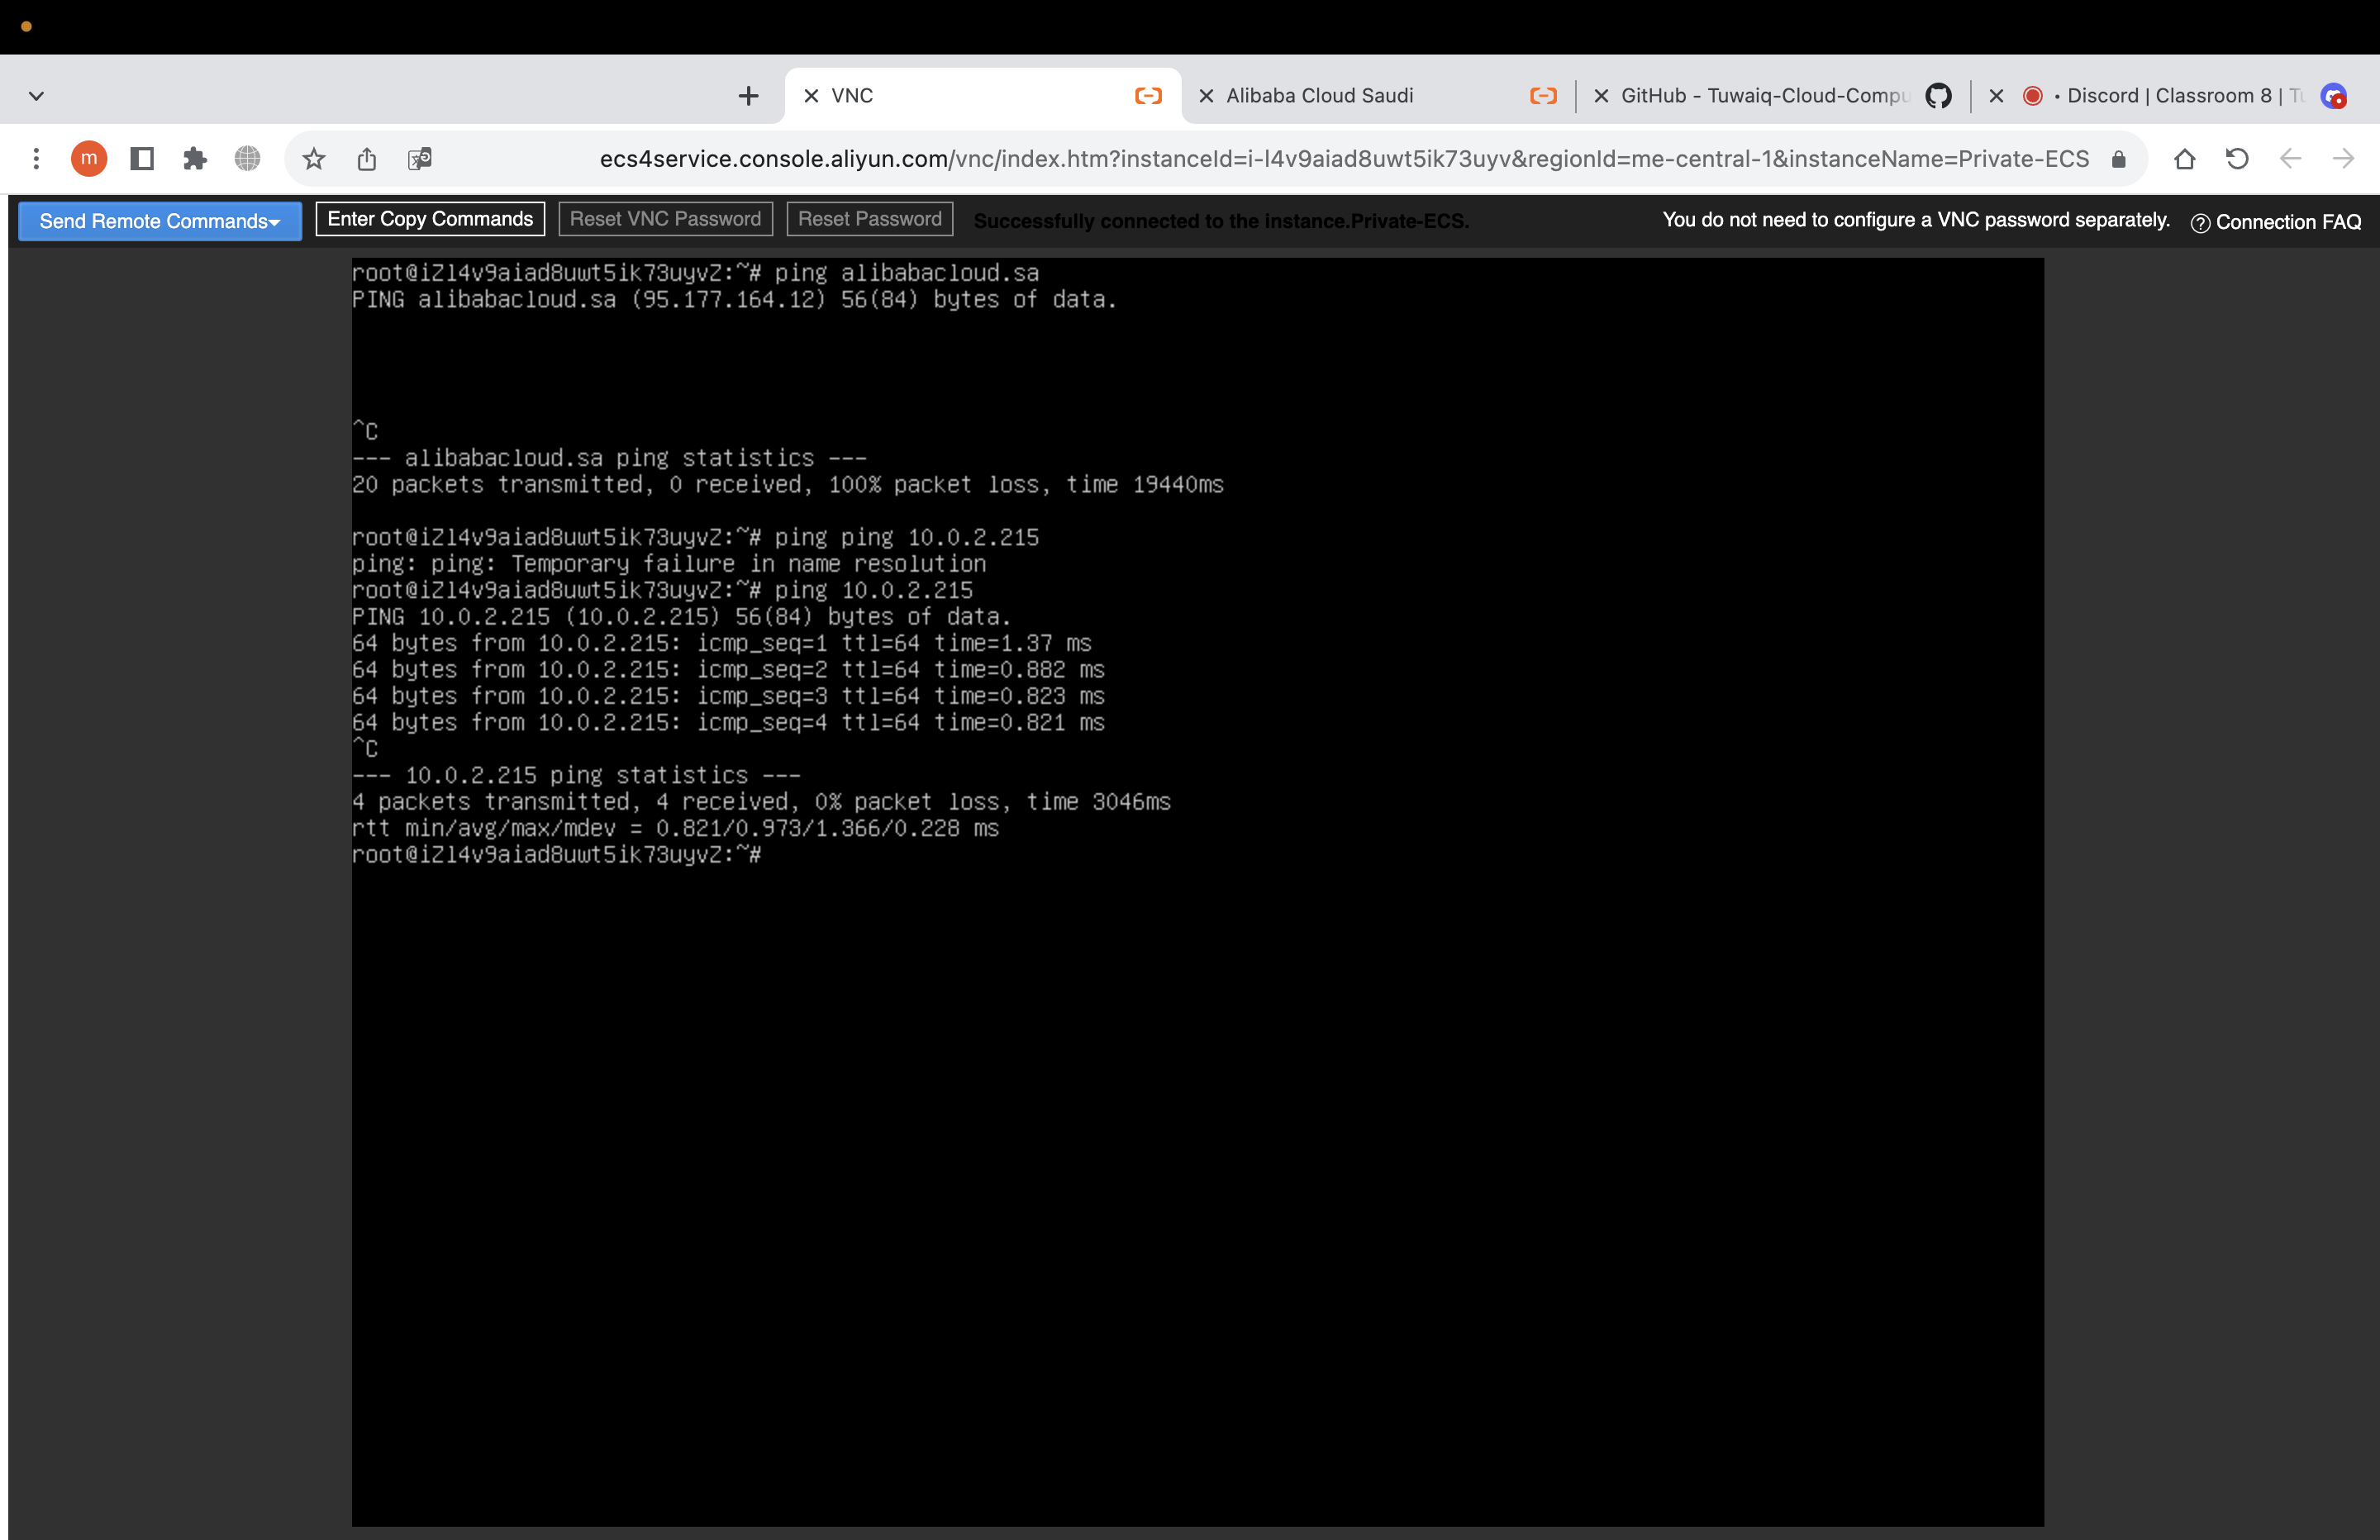 VNC
Alibaba Cloud Saudi
GitHub - Tuwaiq-Cloud-Compu
• Discord | Classroom 8 | Tu
m
ecs4service.console.aliyun.com/vnc/index.htm?instanceId=i-l4v9aiad8uwt5ik73uyv&regionId=me-central-1&instanceName=Private-ECS
Send Remote Commands
Enter Copy Commands
Reset VNC Password
Reset Password
Successfully connected to the instance.Private-ECS.
You do not need to configure a VNC password separately.
? Connection FAQ
root@iZl4v9aiad8uwt5ik73uyvZ:~# ping alibabacloud.sa
PING alibabacloud.sa (95.177.164.12) 56(84) bytes of data.
^C
--- alibabacloud.sa ping statistics ---
20 packets transmitted, 0 received, 100% packet loss, time 19440ms
root@iZl4v9aiad8uwt5ik73uyvZ:~# ping ping 10.0.2.215
ping: ping: Temporary failure in name resolution
root@iZl4v9aiad8uwt5ik73uyvZ:~# ping 10.0.2.215
PING 10.0.2.215 (10.0.2.215) 56(84) bytes of data.
64 bytes from 10.0.2.215: icmp_seq=1 ttl=64 time=1.37 ms
64 bytes from 10.0.2.215: icmp_seq=2 ttl=64 time=0.882 ms
64 bytes from 10.0.2.215: icmp_seq=3 ttl=64 time=0.823 ms
64 bytes from 10.0.2.215: icmp_seq=4 ttl=64 time=0.821 ms
^C
--- 10.0.2.215 ping statistics ---
4 packets transmitted, 4 received, 0% packet loss, time 3046ms
rtt min/avg/max/mdev = 0.821/0.973/1.366/0.228 ms
root@iZl4v9aiad8uwt5ik73uyvZ:~#